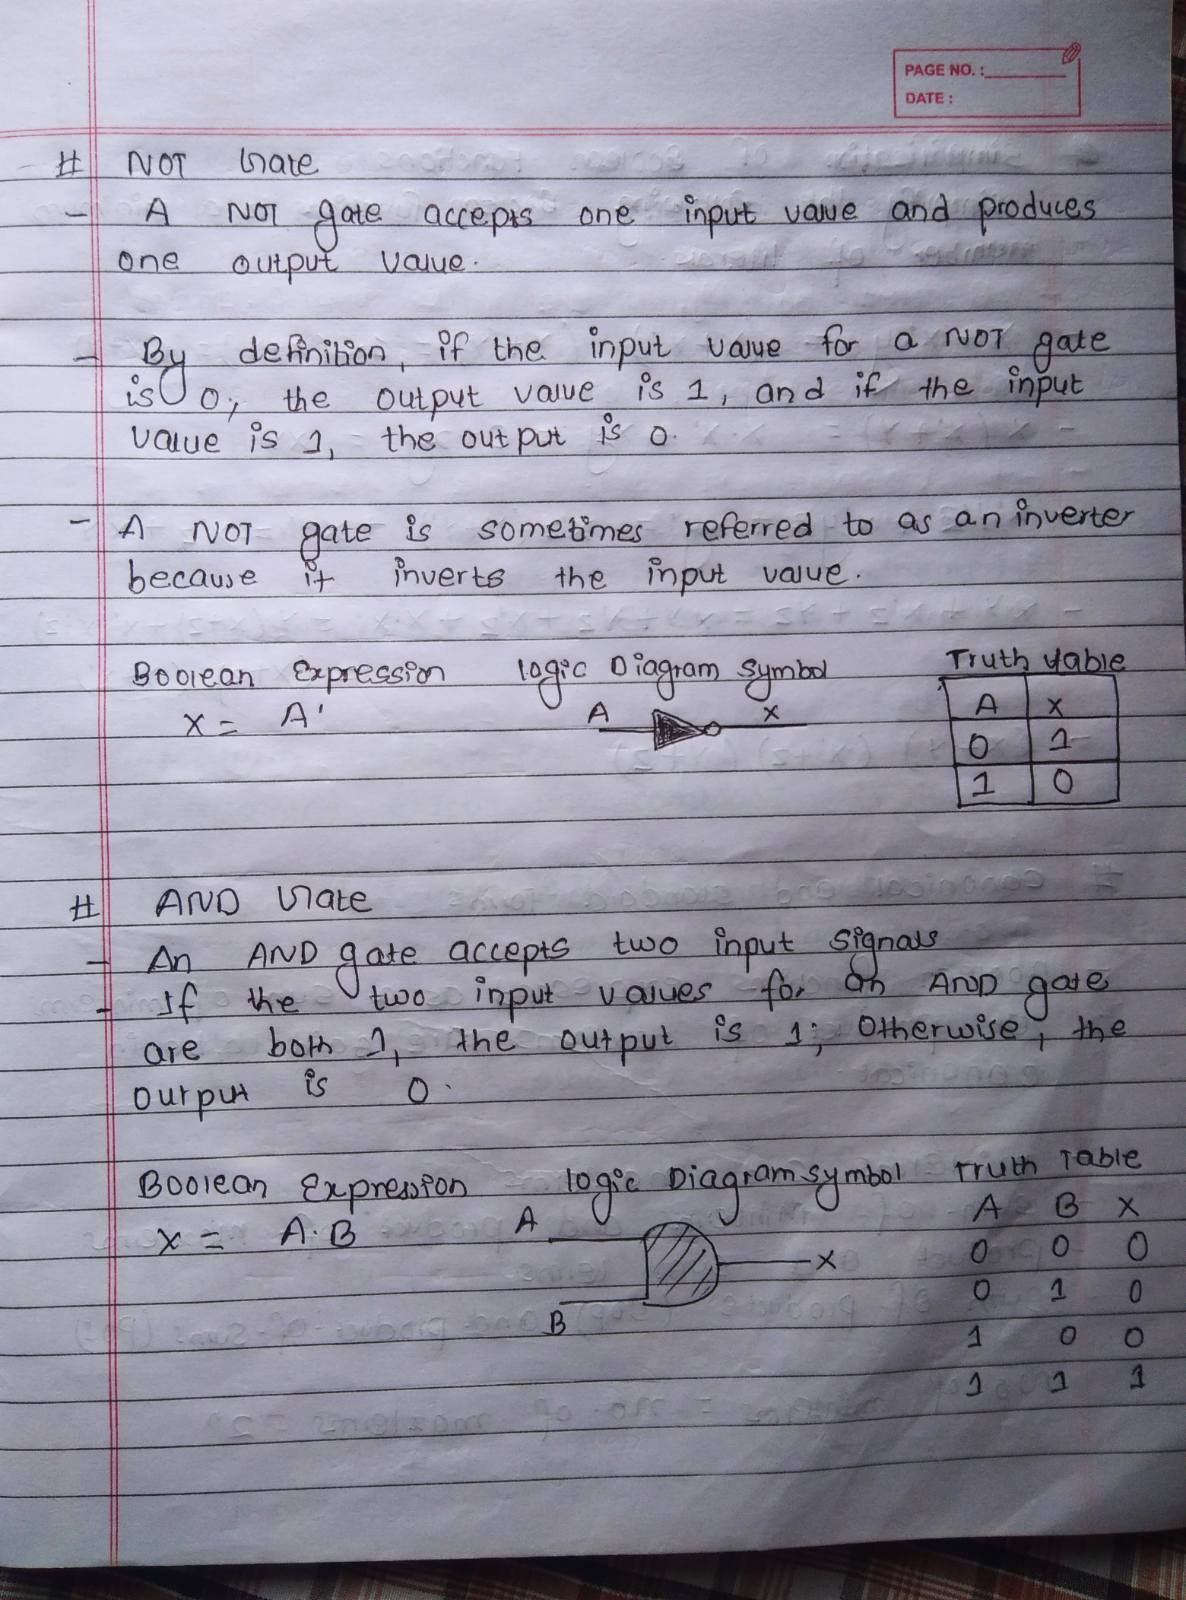 PAGE NO. :
DATE :
# NOT Gate
- A NOT gate accepts one input value and produces
one output value.
- By definition, if the input value for a NOT gate
is 0, the output value is 1, and if the input
value is 1, the output is 0.
- A NOT gate is sometimes referred to as an inverter
because it inverts the input value.
Boolean Expression logic Diagram Symbol Truth table
X = A' A X
A X
0 1
1 0
# AND Gate
- An AND gate accepts two input signals
- If the two input values for an AND gate
are both 1, the output is 1; Otherwise, the
output is 0.
Boolean Expression logic Diagram symbol Truth Table
X = A.B
A
B
X
A B X
0 0 0
0 1 0
1 0 0
1 1 1